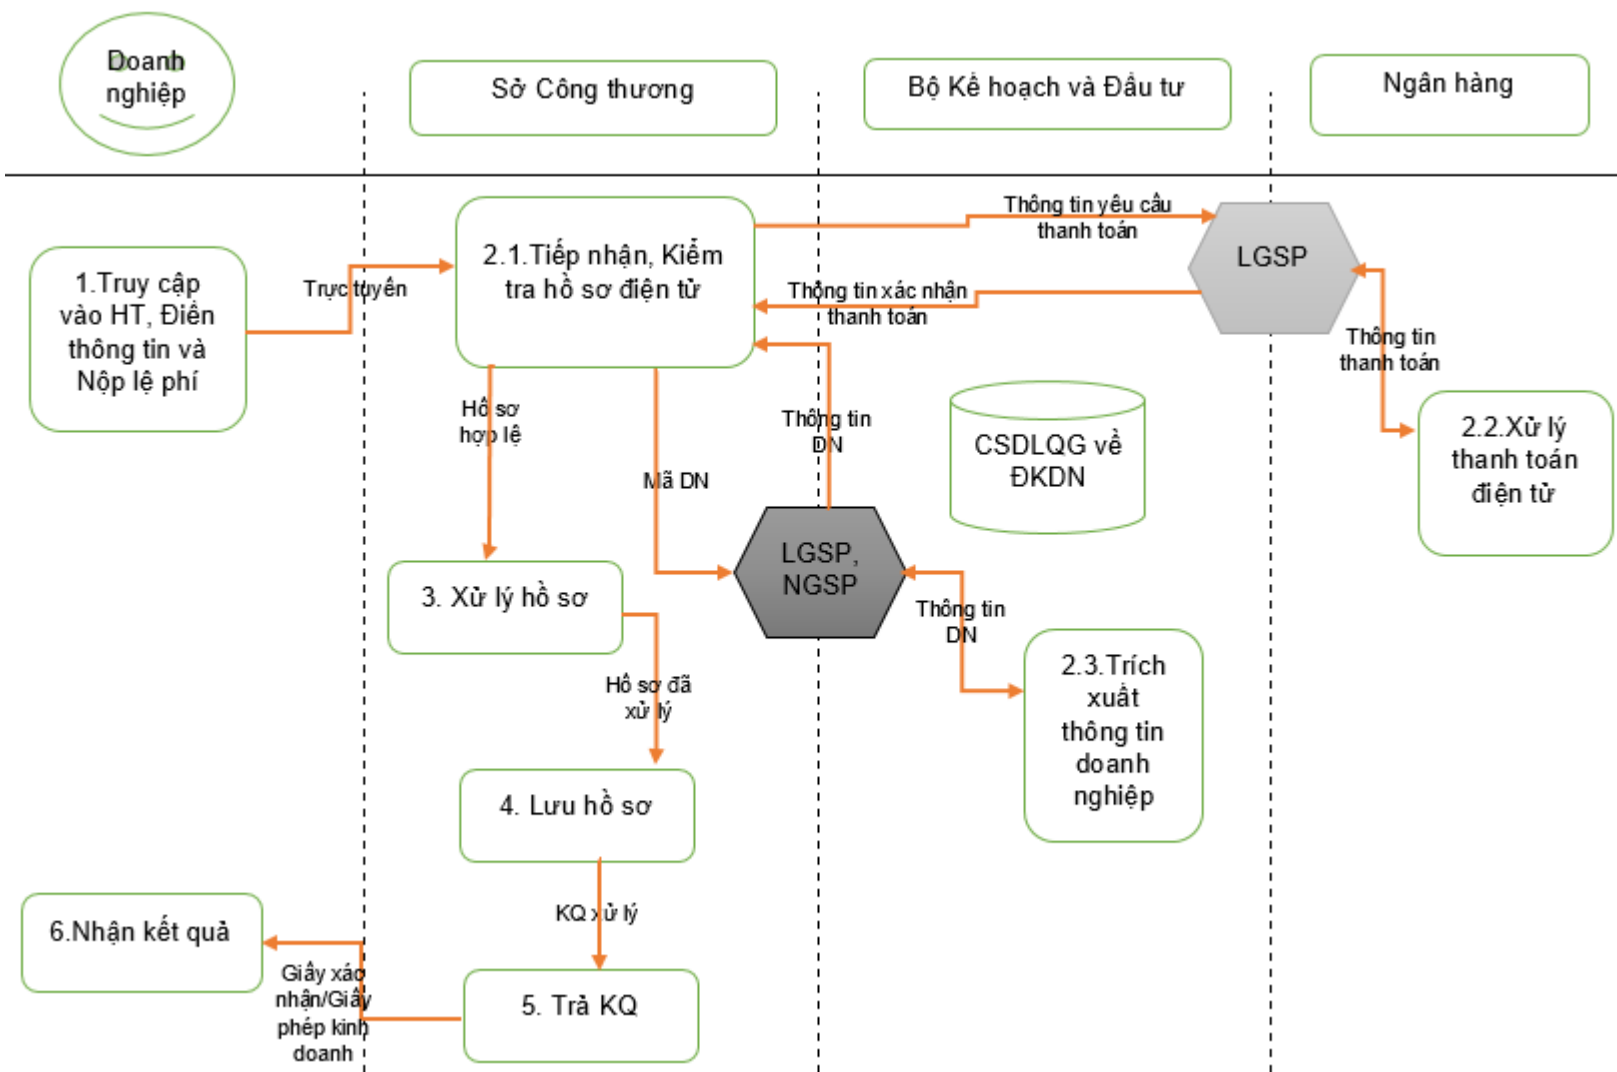 Doanh
nghiệp
Sở Công thương
Bộ Kế hoạch và Đầu tư
Ngân hàng
1.Truy cập
vào HT, Điền
thông tin và
Nộp lệ phí
Trực tuyến
2.1.Tiếp nhận, Kiểm
tra hồ sơ điện tử
Thông tin yêu cầu
thanh toán
LGSP
Thông tin xác nhận
thanh toán
Thông tin
thanh toán
2.2.Xử lý
thanh toán
điện tử
Hồ sơ
hợp lệ
Mã DN
Thông tin
DN
CSDLQG về
ĐKDN
LGSP,
NGSP
3. Xử lý hồ sơ
Thông tin
DN
2.3.Trích
xuất
thông tin
doanh
nghiệp
Hồ sơ đã
xử lý
4. Lưu hồ sơ
KQ xử lý
5. Trả KQ
6.Nhận kết quả
Giấy xác
nhận/Giấy
phép kinh
doanh